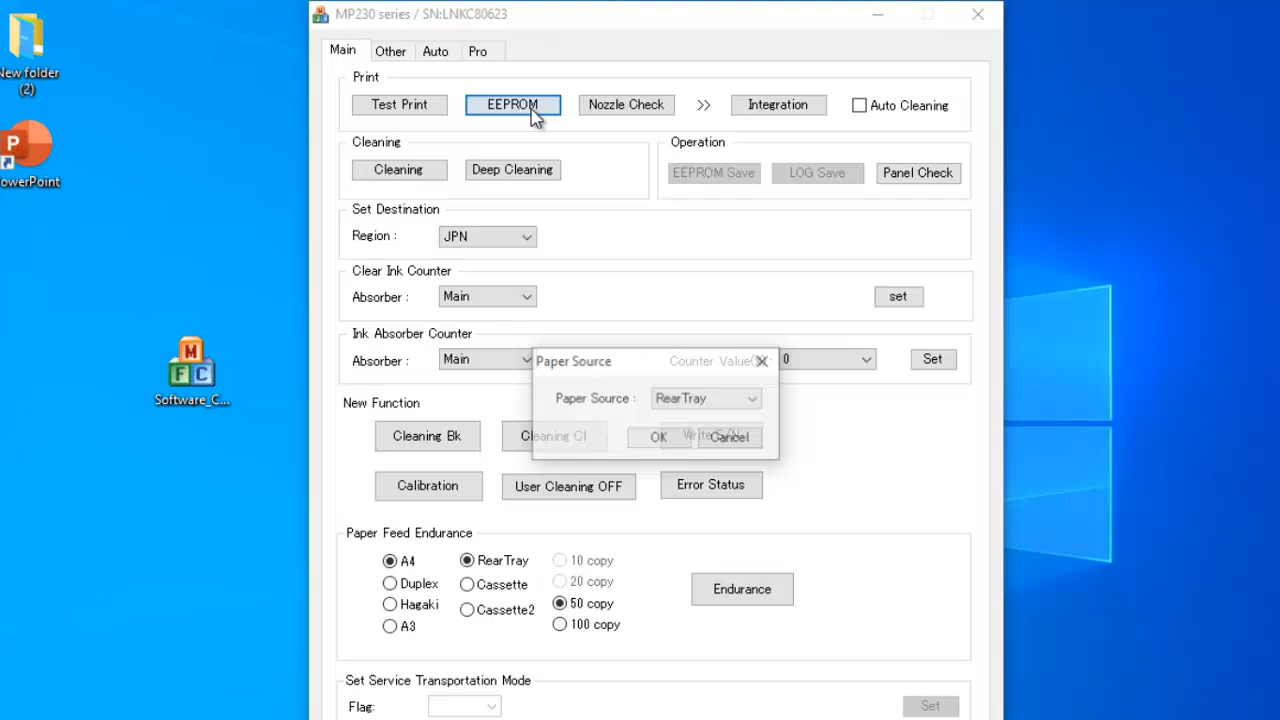 MP230 series / SN:LNKC80623
New folder
(2)
PowerPoint
Software_C...
Main Other Auto Pro
Print
Test Print EEPROM Nozzle Check >> Integration Auto Cleaning
Cleaning
Cleaning Deep Cleaning
Operation
EEPROM Save LOG Save Panel Check
Set Destination
Region : JPN
Clear Ink Counter
Absorber : Main set
Ink Absorber Counter
Absorber : Main Counter Value(%): 0 Set
Paper Source
Paper Source : RearTray
OK Cancel
New Function
Cleaning Bk Cleaning Cl Write S/N
Calibration User Cleaning OFF Error Status
Paper Feed Endurance
A4 RearTray 10 copy
Duplex Cassette 20 copy
Hagaki Cassette2 50 copy
A3 100 copy
Endurance
Set Service Transportation Mode
Flag: Set